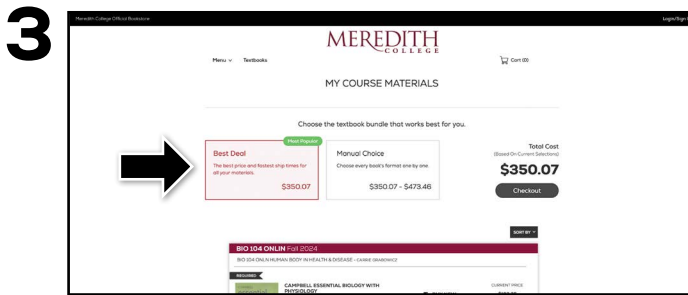 3
Meredith College Official Bookstore
Login/Sign
MEREDITH
COLLEGE
Menu
Textbooks
Cart (0)
MY COURSE MATERIALS
Choose the textbook bundle that works best for you.
Most Popular
Best Deal
The best price and fastest ship times for
all your materials.
$350.07
Manual Choice
Choose every book's format one by one.
$350.07 - $473.46
Total Cost
(Based On Current Selections)
$350.07
Checkout
SORT BY
BIO 104 ONLIN Fall 2024
BIO 104 ONLN HUMAN BODY IN HEALTH & DISEASE - CARRIE GRABOWICZ
REQUIRED
CAMPBELL ESSENTIAL BIOLOGY WITH
PHYSIOLOGY
CURRENT PRICE